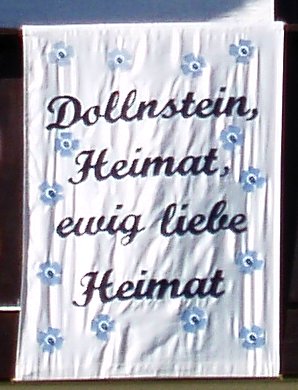 Dollnstein,
Heimat,
ewig liebe
Heimat